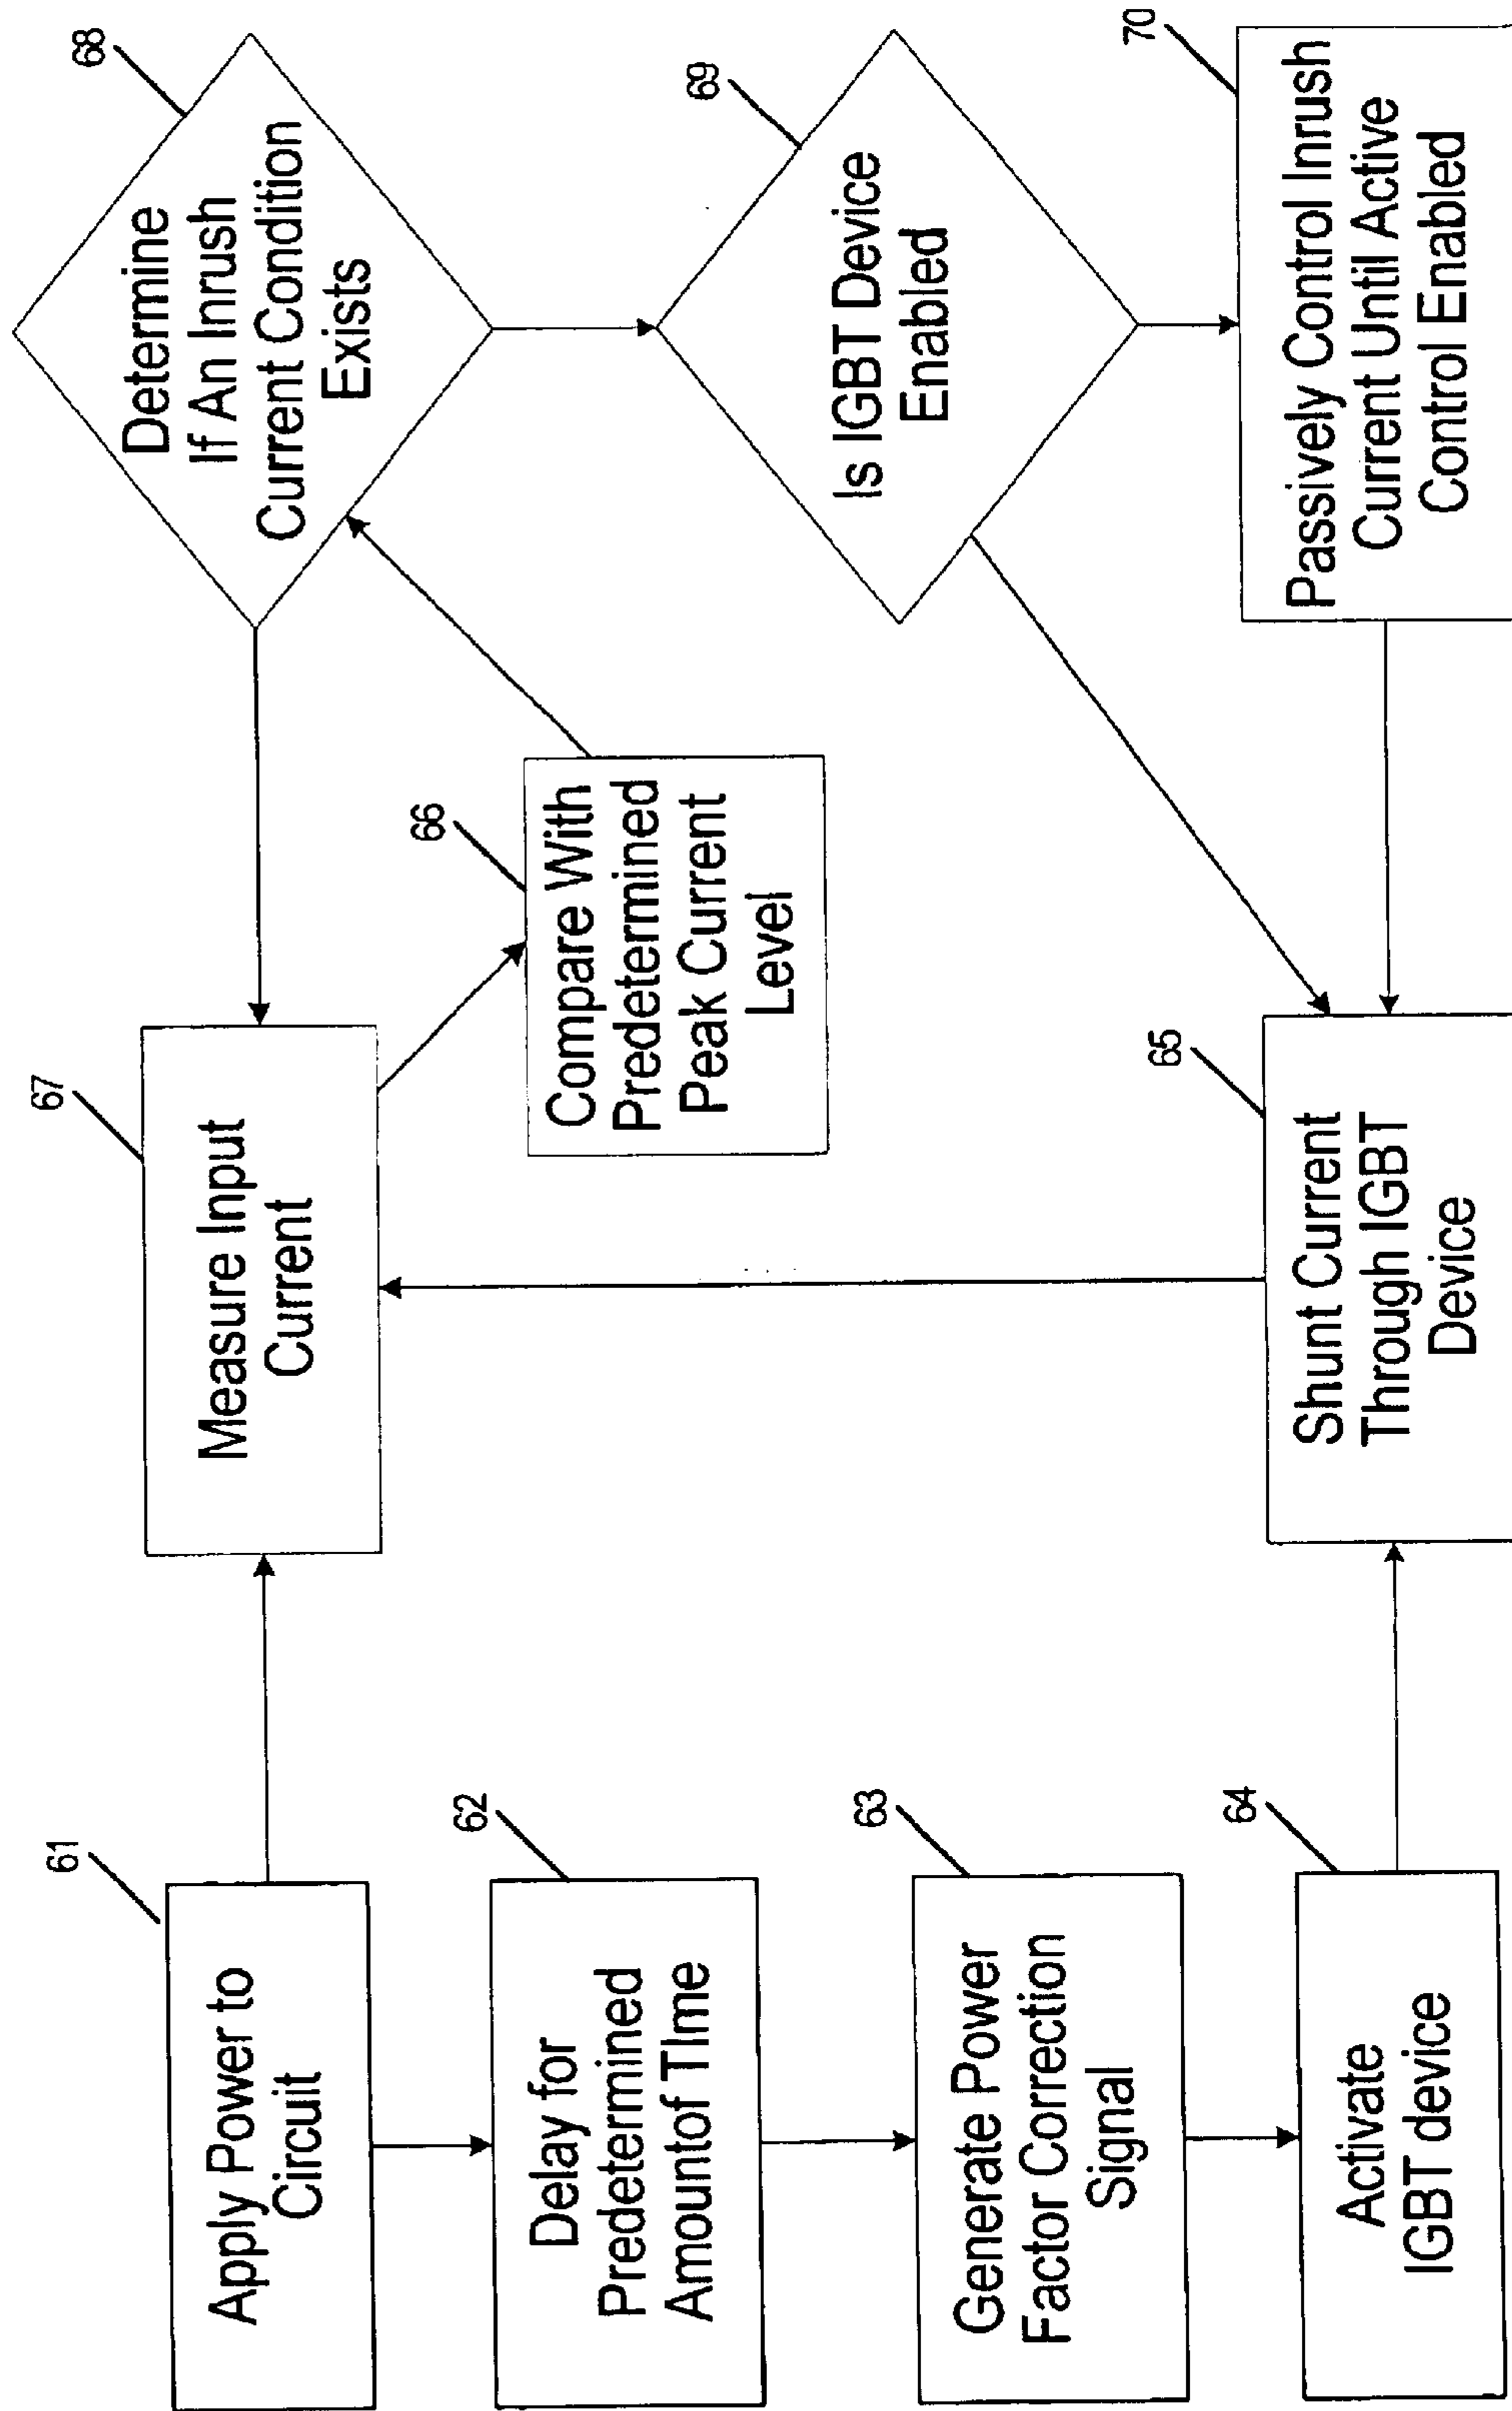 61
Apply Power to
Circuit
62
Delay for
Predetermined
Amountof TIme
63
Generate Power
Factor Correction
Signal
64
Activate
IGBT device
67
Measure Input
Current
66
Compare With
Predetermined
Peak Current
Level
65
Shunt Current
Through IGBT
Device
68
Determine
If An Inrush
Current Condition
Exists
69
Is IGBT Device
Enabled
70
Passively Control Inrush
Current Until Active
Control Enabled